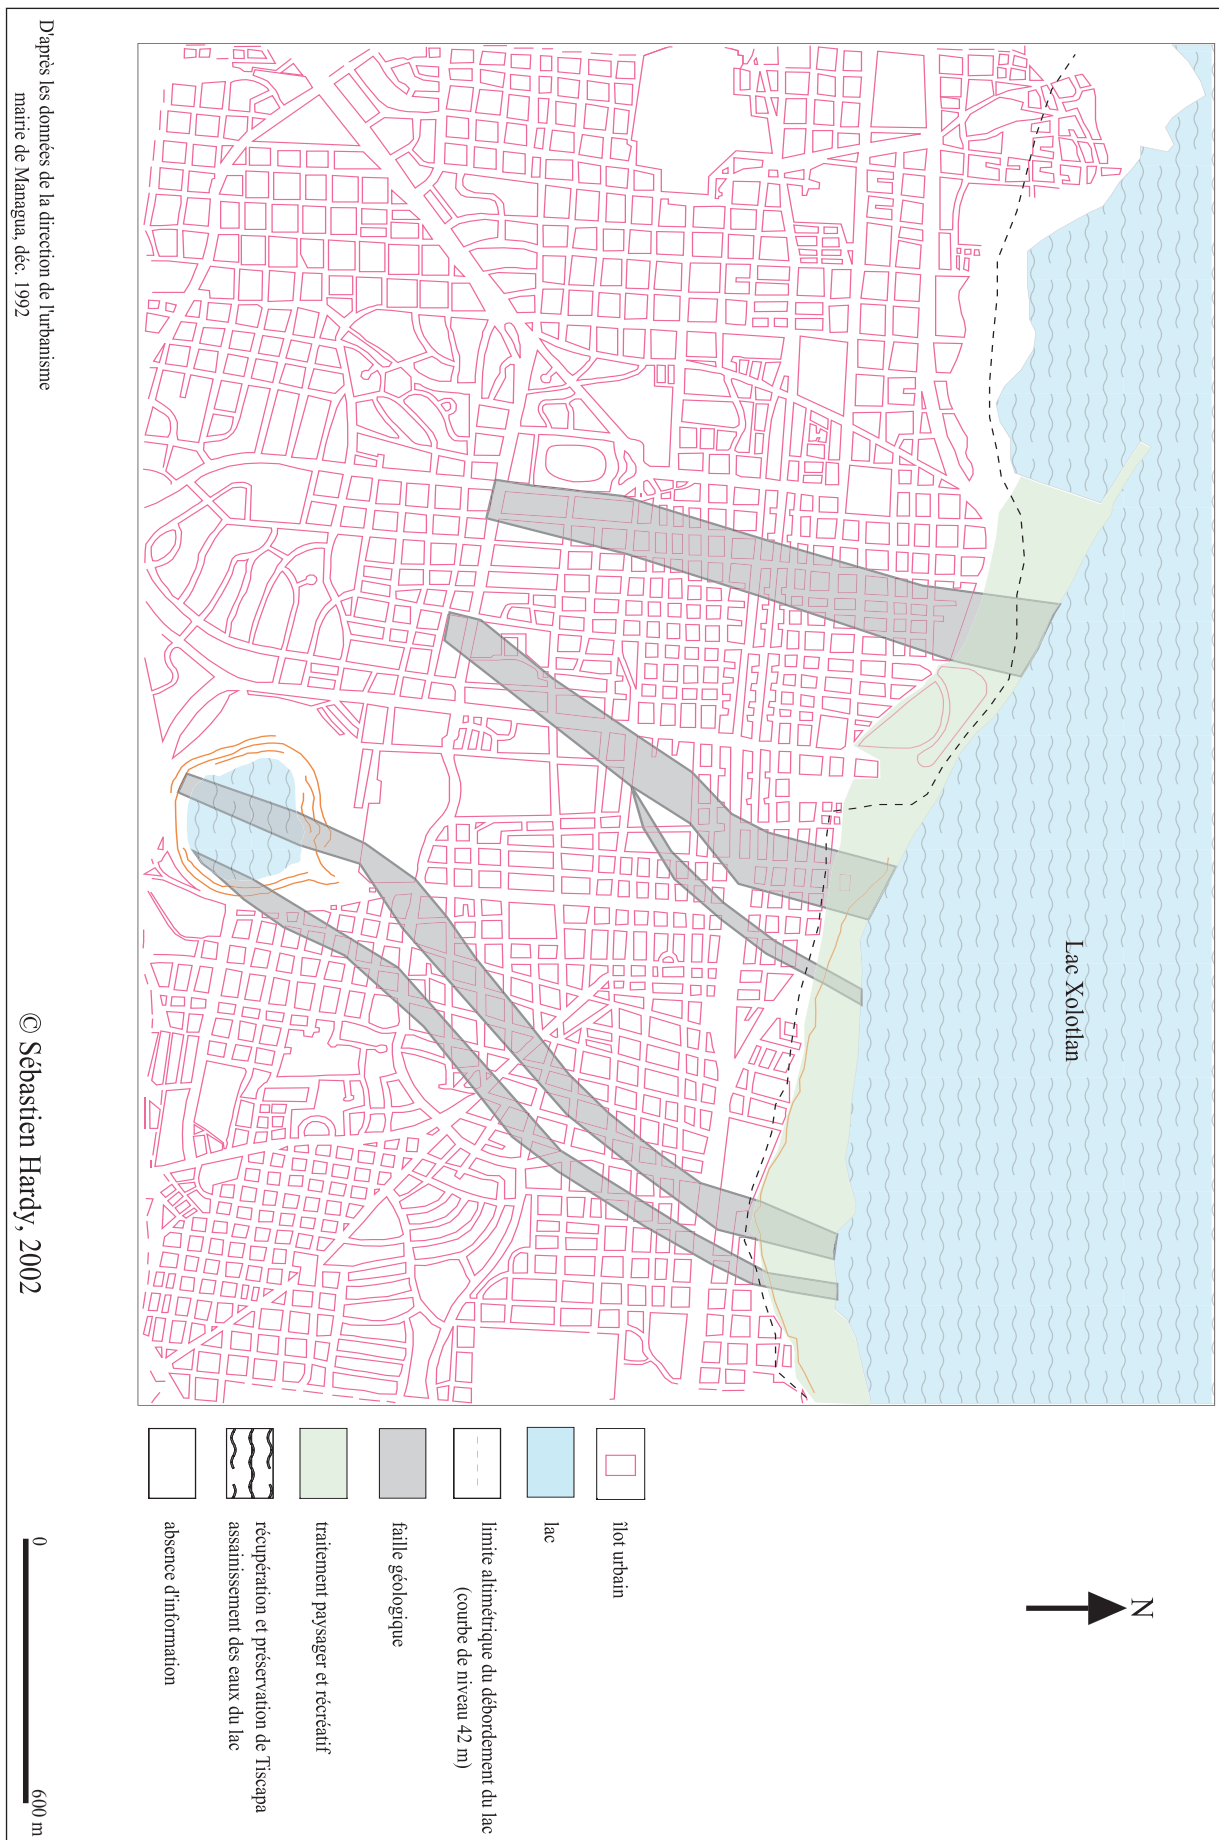 Lac Xolotlan
N
îlot urbain
lac
limite altimétrique du débordement du lac
(courbe de niveau 42 m)
faille géologique
traitement paysager et récréatif
récupération et préservation de Tiscapa
assainissement des eaux du lac
absence d'information
0
600 m
D'après les données de la direction de l'urbanisme
mairie de Managua, déc. 1992
© Sébastien Hardy, 2002